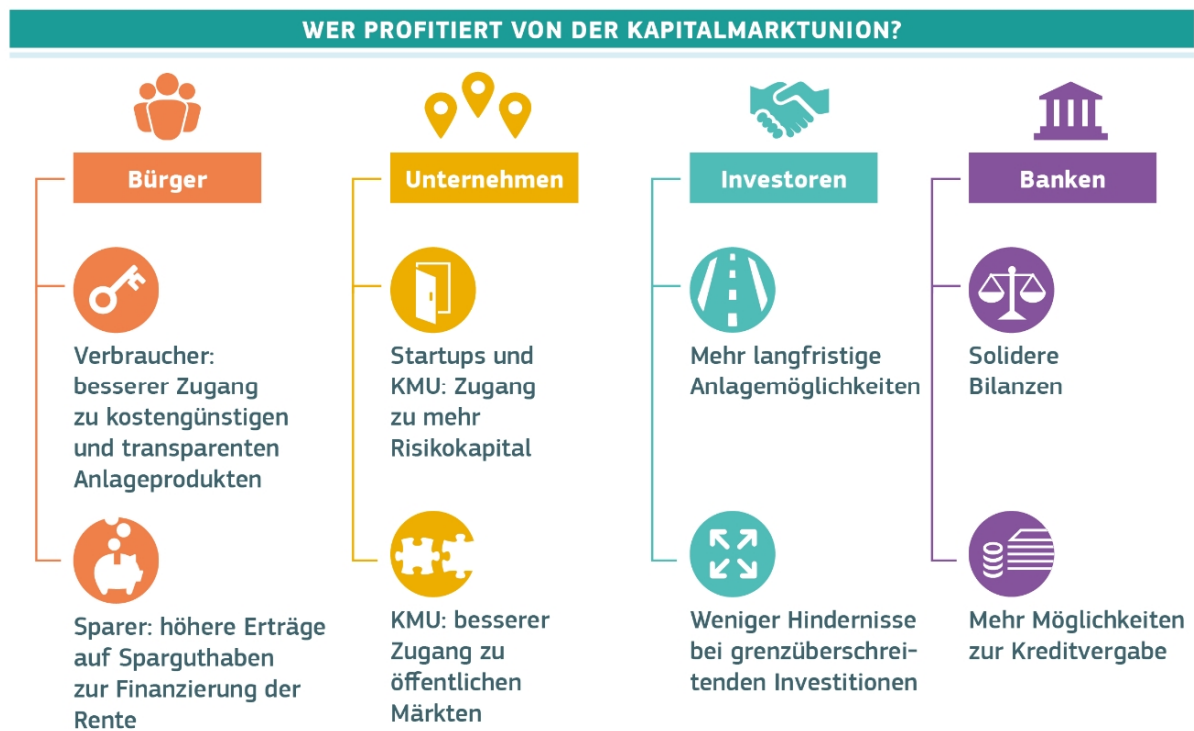 WER PROFITIERT VON DER KAPITALMARKTUNION?
Bürger
Verbraucher:
besserer Zugang
zu kostengünstigen
und transparenten
Anlageprodukten
Sparer: höhere Erträge
auf Sparguthaben
zur Finanzierung der
Rente
Unternehmen
Startups und
KMU: Zugang
zu mehr
Risikokapital
KMU: besserer
Zugang zu
öffentlichen
Märkten
Investoren
Mehr langfristige
Anlagemöglichkeiten
Weniger Hindernisse
bei grenzüberschrei-
tenden Investitionen
Banken
Solidere
Bilanzen
Mehr Möglichkeiten
zur Kreditvergabe